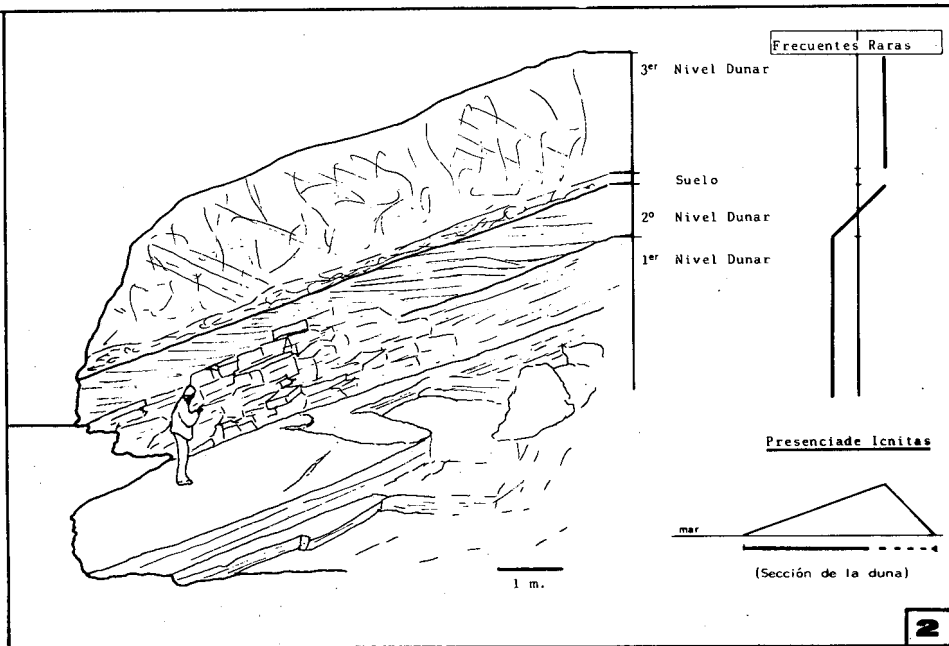 Frecuentes Raras
3er Nivel Dunar
Suelo
2º Nivel Dunar
1er Nivel Dunar
Presenciade Icnitas
mar
(Sección de la duna)
1 m.
2